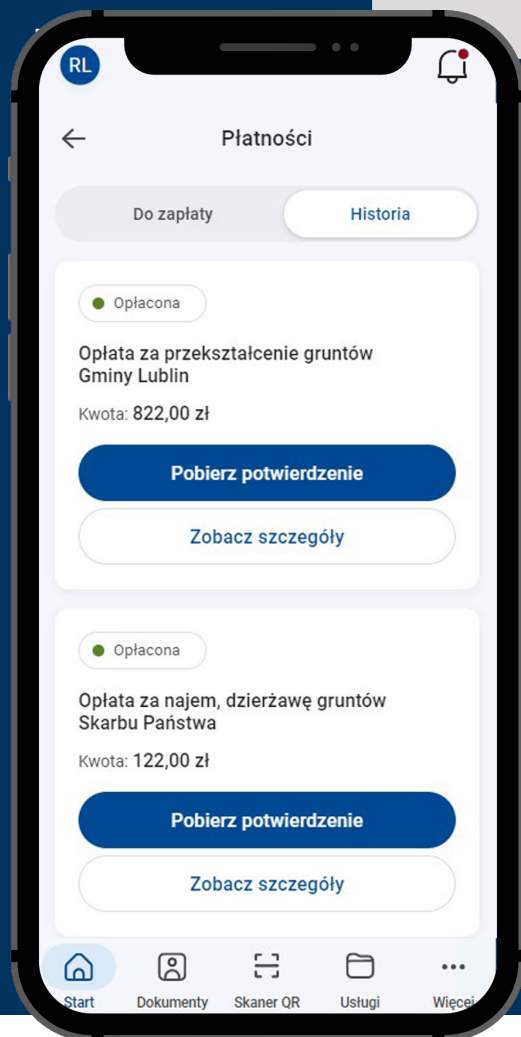 RL
Płatności
Do zapłaty
Historia
Opłacona
Opłata za przekształcenie gruntów
Gminy Lublin
Kwota: 822,00 zł
Pobierz potwierdzenie
Zobacz szczegóły
Opłacona
Opłata za najem, dzierżawę gruntów
Skarbu Państwa
Kwota: 122,00 zł
Pobierz potwierdzenie
Zobacz szczegóły
Start
Dokumenty
Skaner QR
Usługi
Więcej